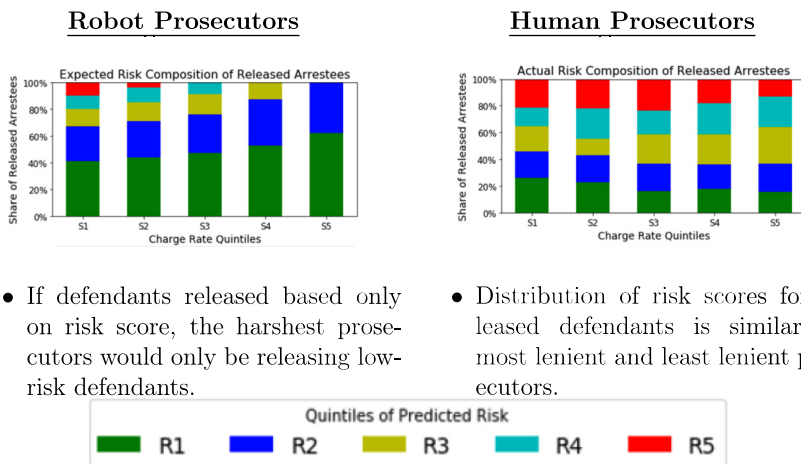 Robot Prosecutors
Human Prosecutors
Expected Risk Composition of Released Arrestees
Share of Released Arrestees
100%
80%
60%
40%
20%
0%
S1 S2 S3 S4 S5
Charge Rate Quintiles
Actual Risk Composition of Released Arrestees
Share of Released Arrestees
100%
80%
60%
40%
20%
0%
S1 S2 S3 S4 S5
Charge Rate Quintiles
• If defendants released based only
on risk score, the harshest prose-
cutors would only be releasing low-
risk defendants.
• Distribution of risk scores for
leased defendants is similar
most lenient and least lenient p
ecutors.
Quintiles of Predicted Risk
R1 R2 R3 R4 R5